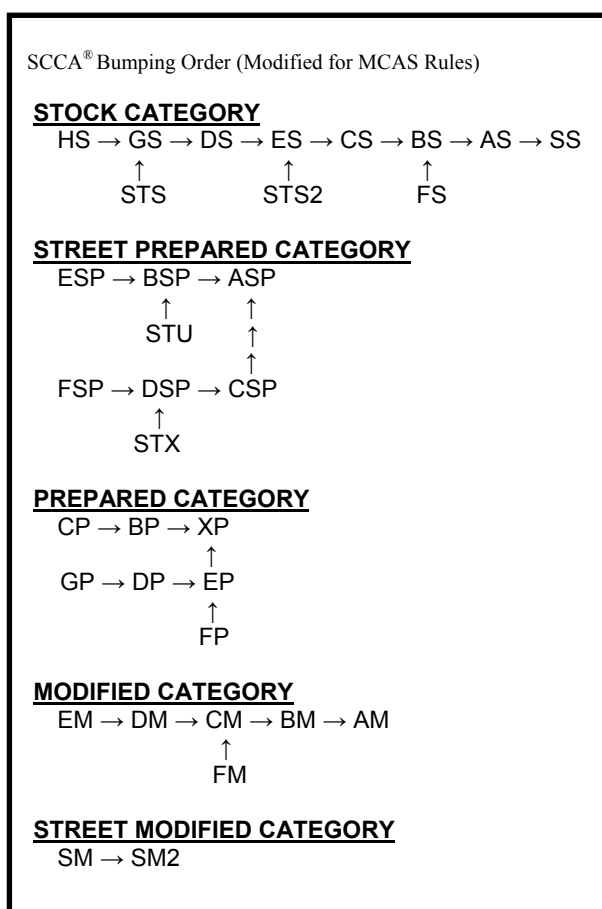 SCCA® Bumping Order (Modified for MCAS Rules)
STOCK CATEGORY
HS → GS → DS → ES → CS → BS → AS → SS
↑ ↑ ↑
STS STS2 FS
STREET PREPARED CATEGORY
ESP → BSP → ASP
↑ ↑
STU ↑
↑
FSP → DSP → CSP
↑
STX
PREPARED CATEGORY
CP → BP → XP
↑
GP → DP → EP
↑
FP
MODIFIED CATEGORY
EM → DM → CM → BM → AM
↑
FM
STREET MODIFIED CATEGORY
SM → SM2